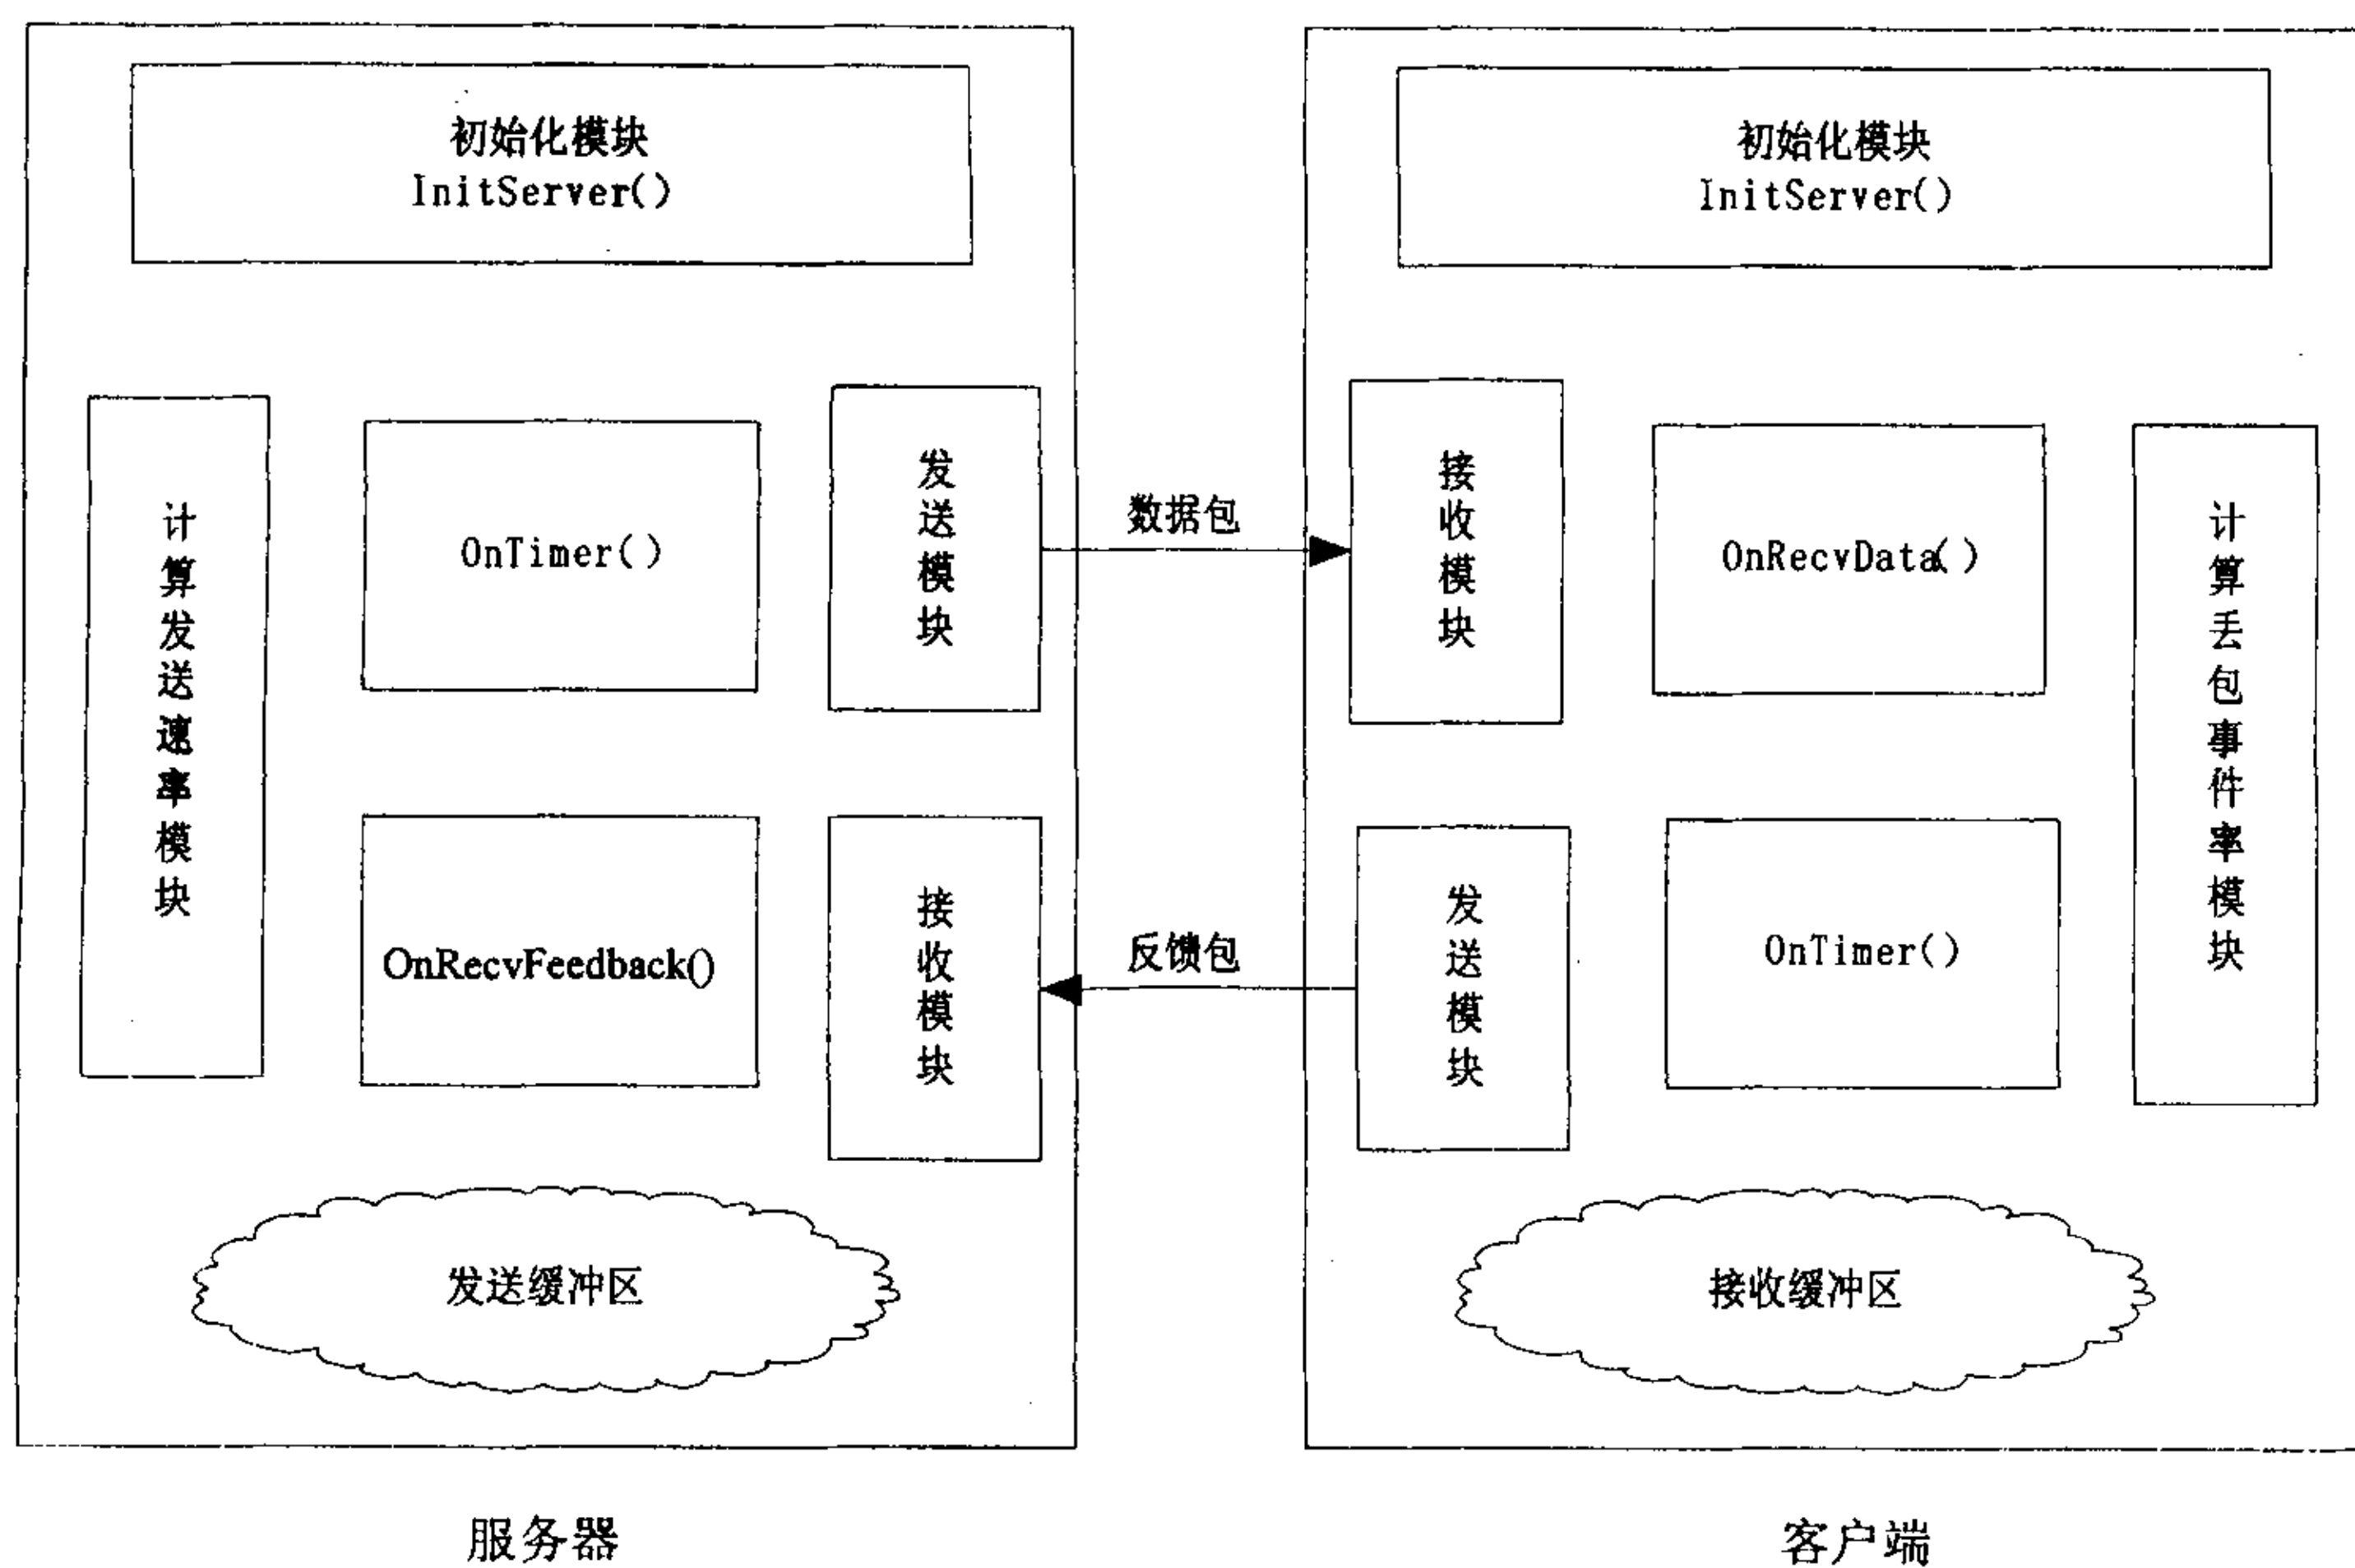 初始化模块
InitServer()
计算发送速率模块
OnTimer()
发送模块
OnRecvFeedback()
接收模块
发送缓冲区
服务器
数据包
反馈包
初始化模块
InitServer()
接收模块
OnRecvData()
计算丢包事件率模块
发送模块
OnTimer()
接收缓冲区
客户端